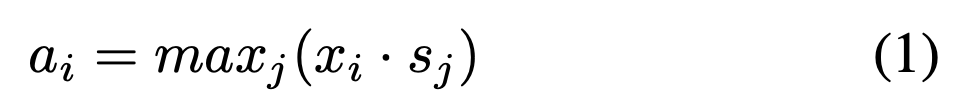 a_i = max_j(x_i · s_j) (1)